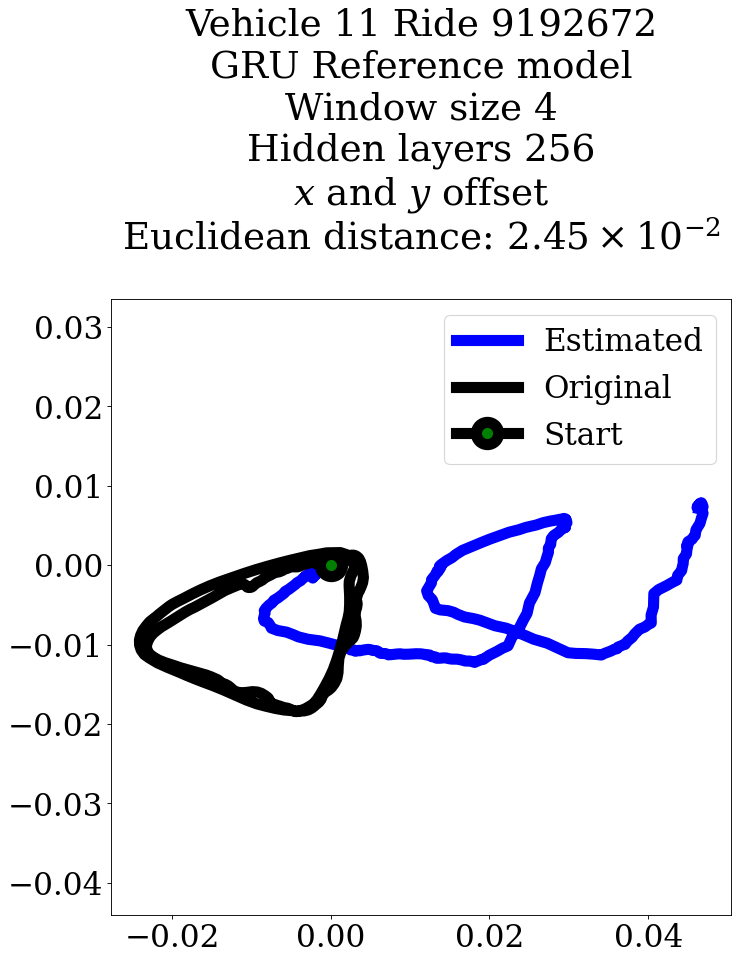 Vehicle 11 Ride 9192672
GRU Reference model
Window size 4
Hidden layers 256
x and y offset
Euclidean distance: 2.45 × 10⁻²
Estimated
Original
Start
0.03
0.02
0.01
0.00
−0.01
−0.02
−0.03
−0.04
−0.02 0.00 0.02 0.04